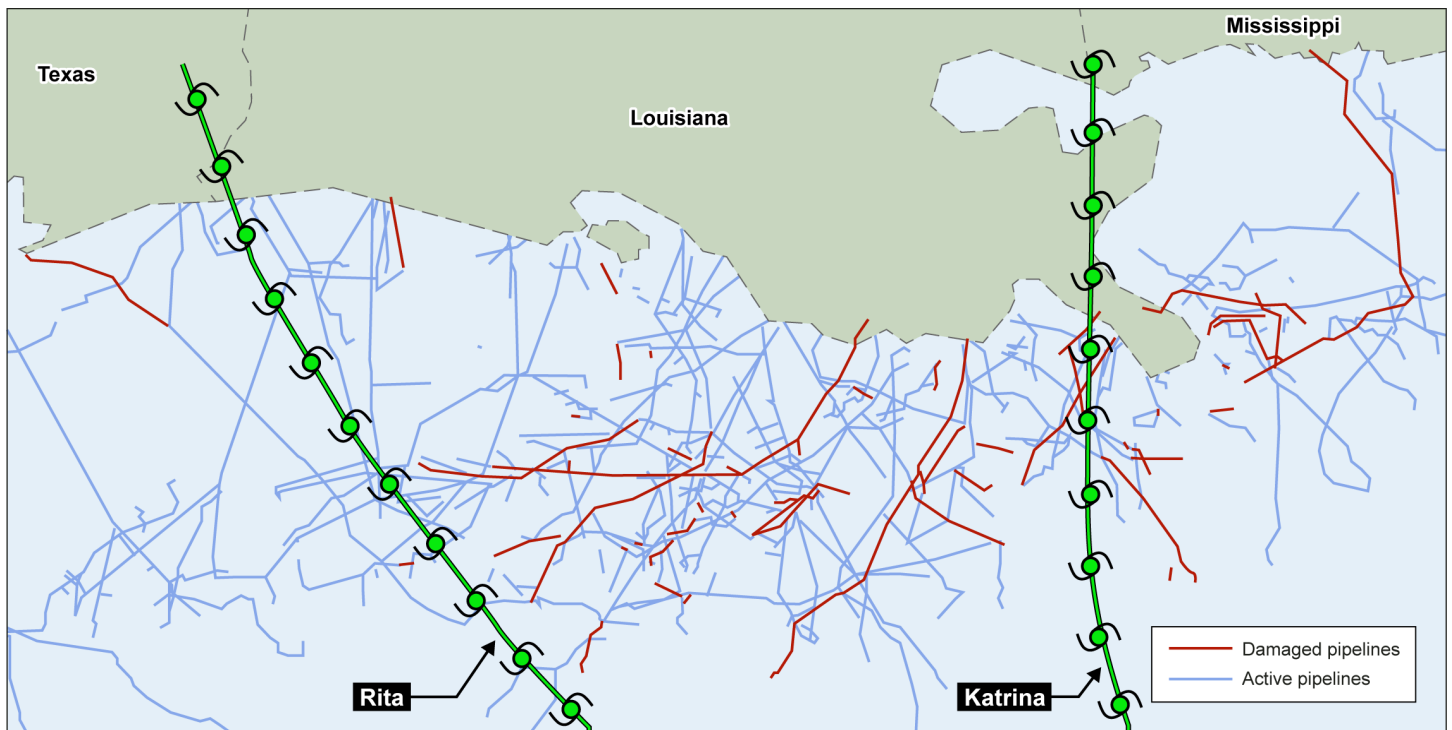 Mississippi
Texas
Louisiana
Damaged pipelines
Active pipelines
Rita
Katrina